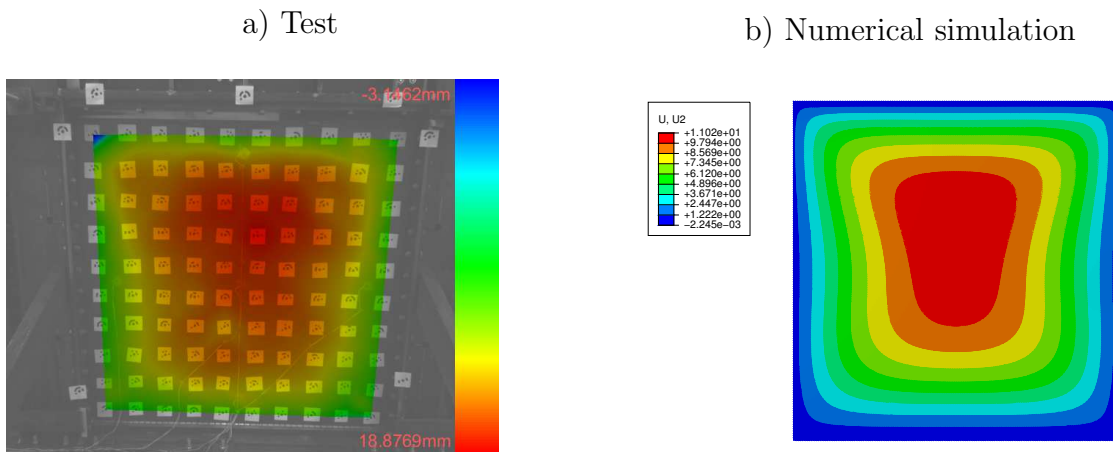 a) Test
b) Numerical simulation
-3.1462mm
18.8769mm
U, U2
+1.102e+01
+9.794e+00
+8.569e+00
+7.345e+00
+6.120e+00
+4.896e+00
+3.671e+00
+2.447e+00
+1.222e+00
-2.245e-03